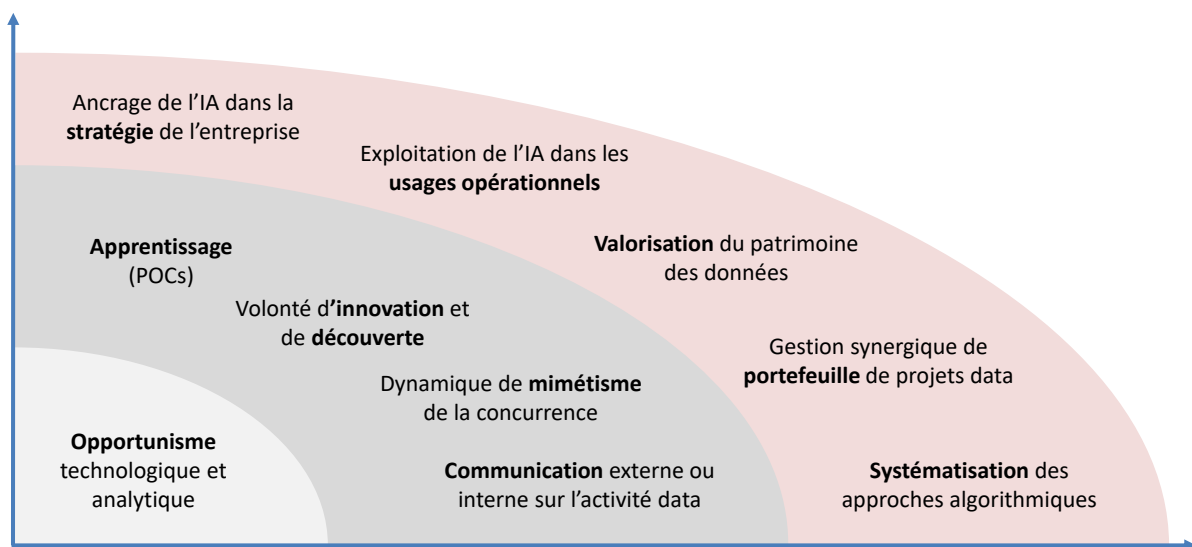 Ancrage de l'IA dans la
stratégie de l'entreprise
Exploitation de l'IA dans les
usages opérationnels
Apprentissage
(POCs)
Valorisation du patrimoine
des données
Volonté d'innovation et
de découverte
Gestion synergique de
portefeuille de projets data
Dynamique de mimétisme
de la concurrence
Opportunisme
technologique et
analytique
Communication externe ou
interne sur l'activité data
Systématisation des
approches algorithmiques